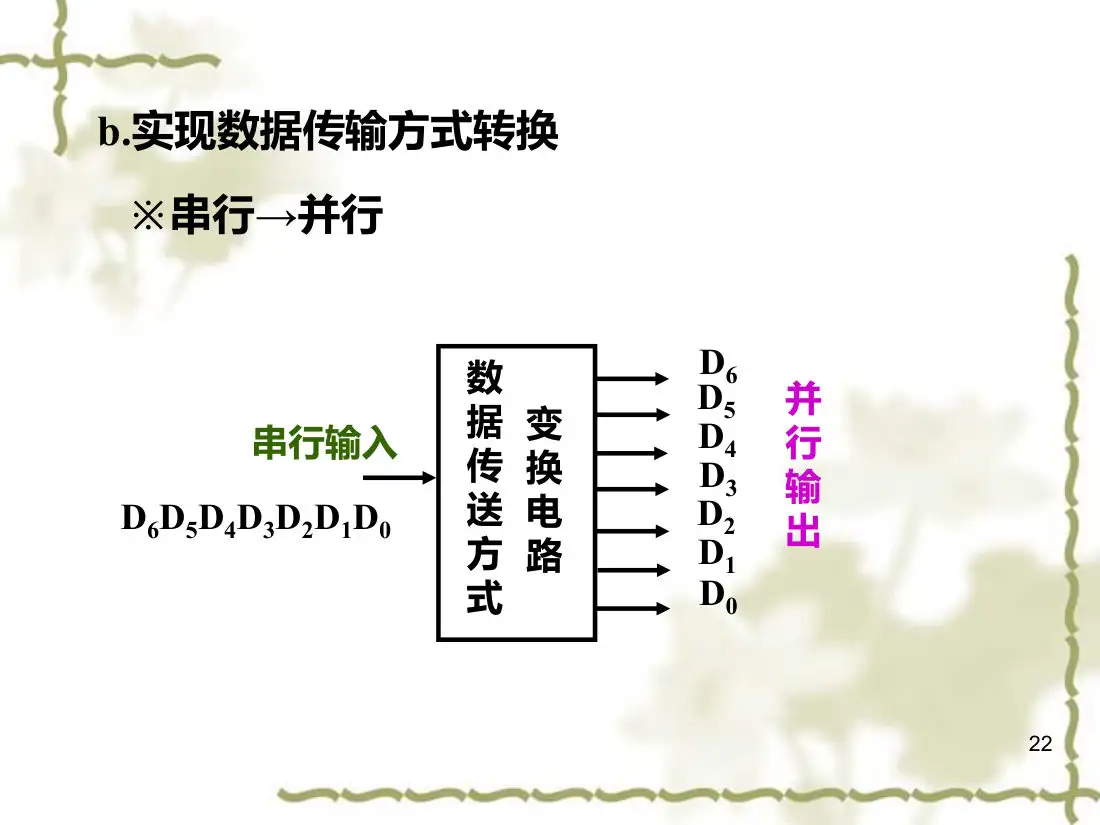 b.实现数据传输方式转换
※串行→并行
串行输入
D₆D₅D₄D₃D₂D₁D₀
数据传送方式
变换电路
D₆
D₅
D₄
D₃
D₂
D₁
D₀
并行输出
22